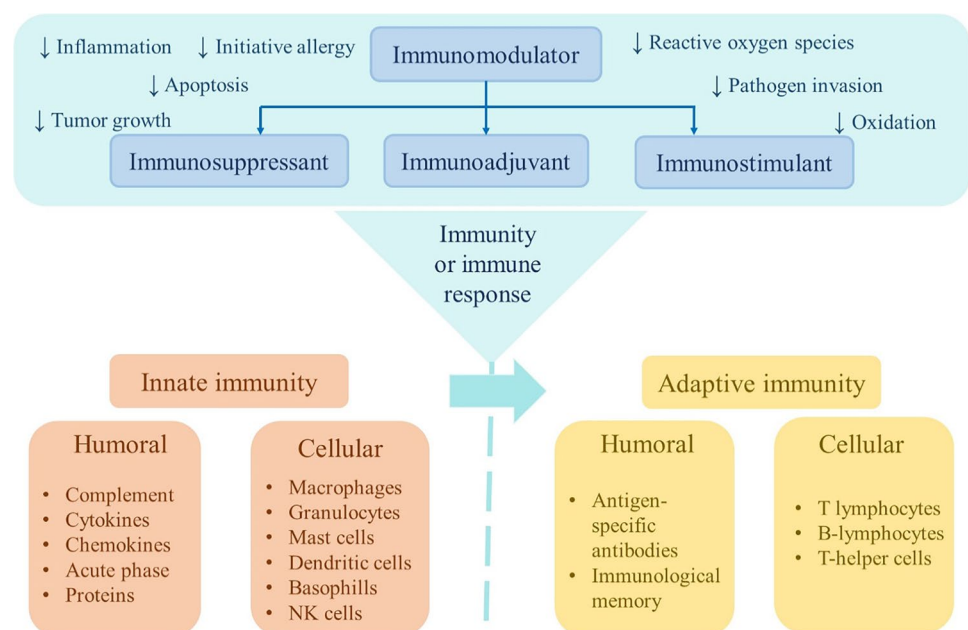 ↓ Inflammation
↓ Initiative allergy
Immunomodulator
↓ Reactive oxygen species
↓ Apoptosis
↓ Pathogen invasion
↓ Tumor growth
↓ Oxidation
Immunosuppressant
Immunoadjuvant
Immunostimulant
Immunity
or immune
response
Innate immunity
Humoral
• Complement
• Cytokines
• Chemokines
• Acute phase
• Proteins
Cellular
• Macrophages
• Granulocytes
• Mast cells
• Dendritic cells
• Basophills
• NK cells
Adaptive immunity
Humoral
• Antigen-
specific
antibodies
• Immunological
memory
Cellular
• T lymphocytes
• B-lymphocytes
• T-helper cells